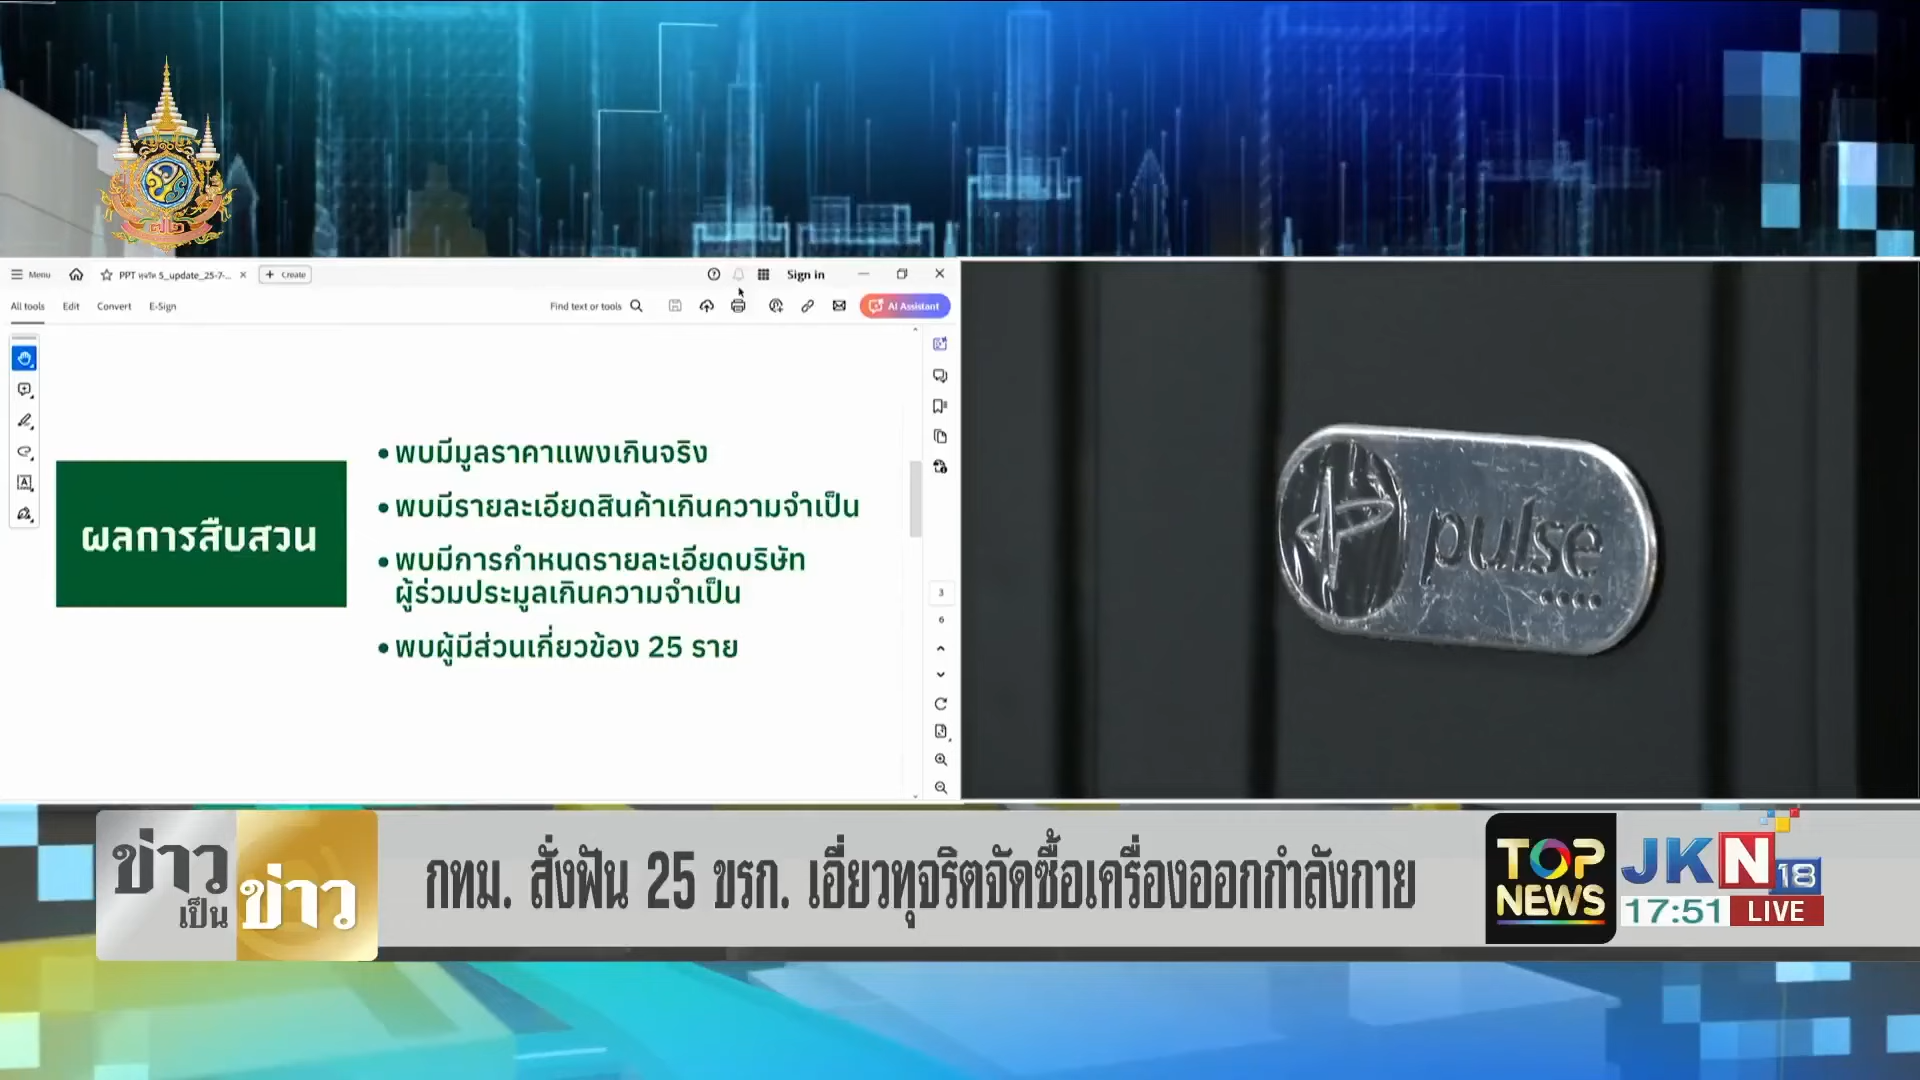 Menu
PPT ทุจริต 5_update_25-7-...
Create
Sign in
All tools
Edit
Convert
E-Sign
Find text or tools
AI Assistant
ผลการสืบสวน
• พบมีมูลราคาแพงเกินจริง
• พบมีรายละเอียดสินค้าเกินความจำเป็น
• พบมีการกำหนดรายละเอียดบริษัท
ผู้ร่วมประมูลเกินความจำเป็น
• พบผู้มีส่วนเกี่ยวข้อง 25 ราย
3
6
pulse
ข่าว
เป็น
ข่าว
กทม. สั่งฟัน 25 ขรก. เอี่ยวทุจริตจัดซื้อเครื่องออกกำลังกาย
TOP
NEWS
JKN18
17:51 LIVE